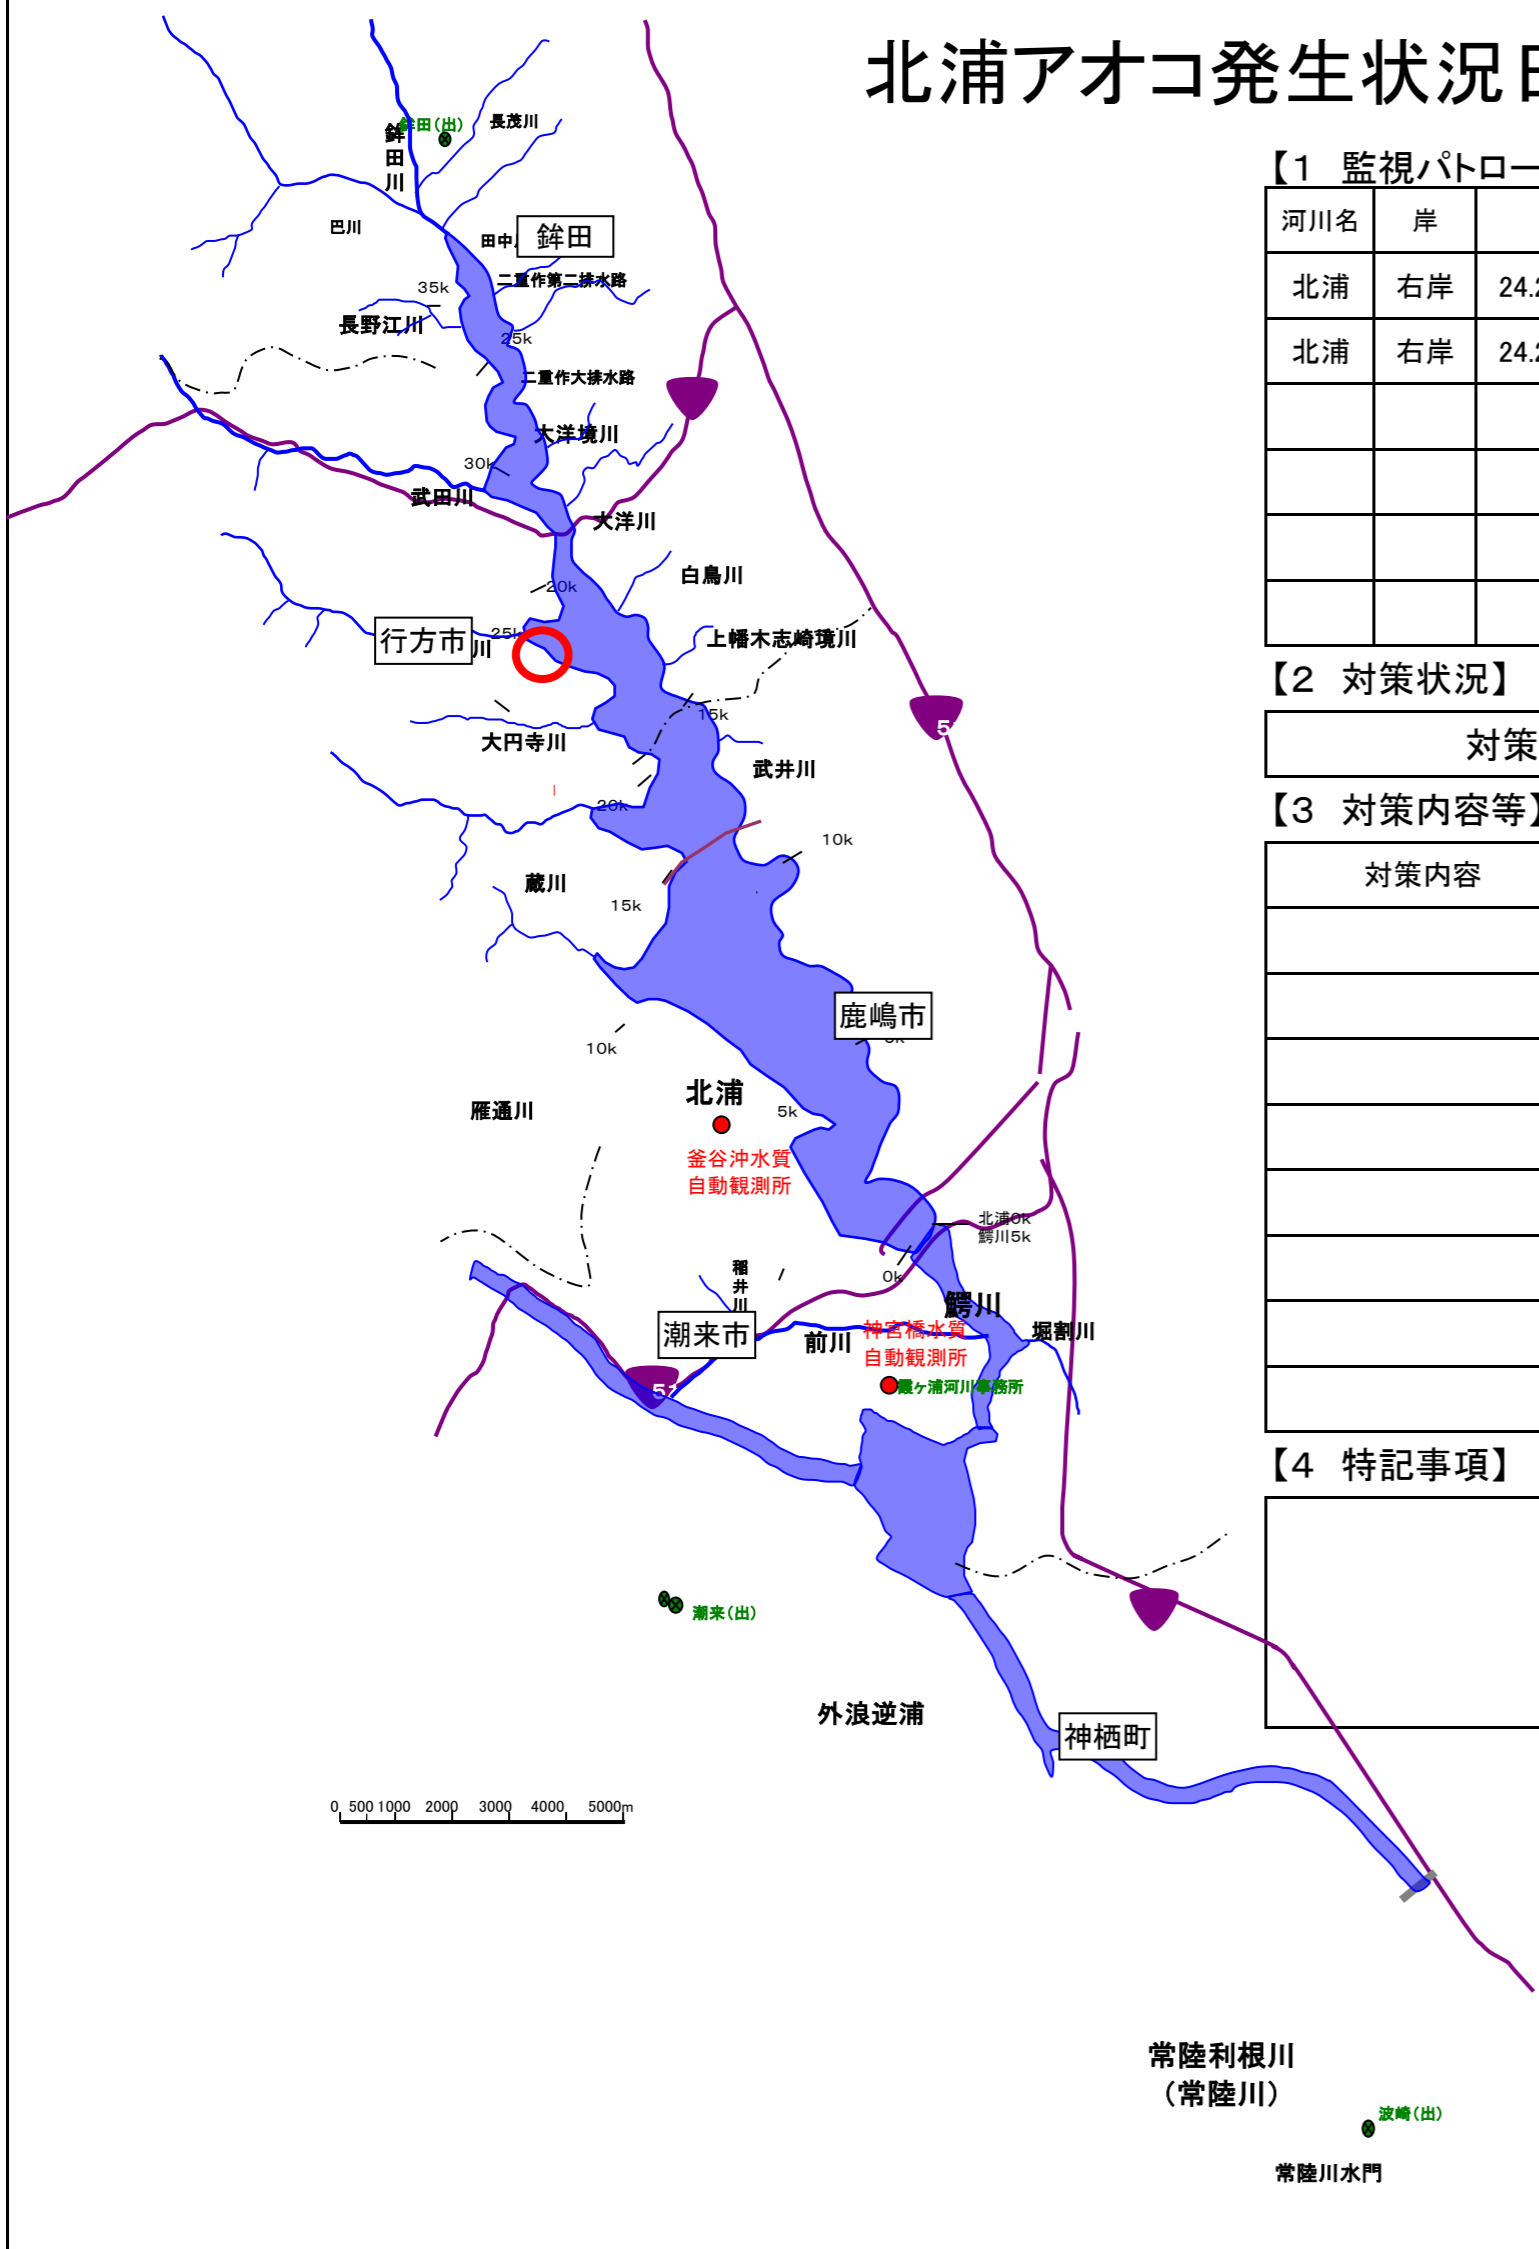 北浦アオコ発生状況日
【1 監視パトロー
河川名 岸
北浦 右岸 24.2
北浦 右岸 24.2
【2 対策状況】
対策
【3 対策内容等】
対策内容
【4 特記事項】
鉾田(出)
長茂川
鉾田川
巴川
田中川
鉾田
二重作第二排水路
35k
長野江川
25k
二重作大排水路
大洋境川
30k
武田川
大洋川
20k
白鳥川
25k
行方市
川
上幡木志崎境川
15k
大円寺川
武井川
20k
10k
蔵川
15k
鹿嶋市
5k
10k
北浦
5k
雁通川
釜谷沖水質
自動観測所
北浦0k
鰐川5k
稲井川
0k
鰐川
潮来市
前川
神宮橋水質
自動観測所
堀割川
霞ヶ浦河川事務所
51
潮来(出)
外浪逆浦
神栖町
0 500 1000 2000 3000 4000 5000m
常陸利根川
(常陸川)
波崎(出)
常陸川水門